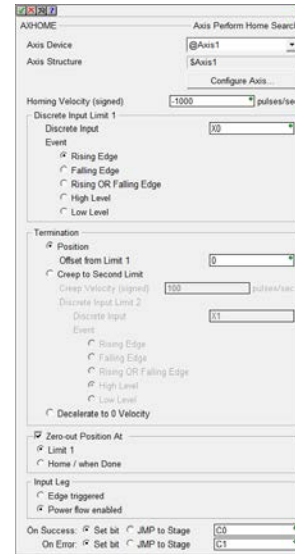 AXHOME Axis Perform Home Search
Axis Device @Axis1
Axis Structure $Axis1
Configure Axis...
Homing Velocity (signed) -1000 pulses/sec
Discrete Input Limit 1
Discrete Input X0
Event
Rising Edge
Falling Edge
Rising OR Falling Edge
High Level
Low Level
Termination
Position
Offset from Limit 1 0
Creep to Second Limit
Creep Velocity (signed) 100 pulses/sec
Discrete Input Limit 2
Discrete Input X1
Event
Rising Edge
Falling Edge
Rising OR Falling Edge
High Level
Low Level
Decelerate to 0 Velocity
Zero-out Position At
Limit 1
Home / when Done
Input Leg
Edge triggered
Power flow enabled
On Success: Set bit JMP to Stage C0
On Error: Set bit JMP to Stage C1